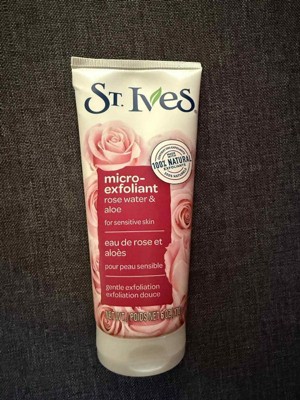 ST. IVES
100% NATURAL
micro-
exfoliant
rose water &
aloe
for sensitive skin
eau de rose et
aloès
pour peau sensible
gentle exfoliation
exfoliation douce